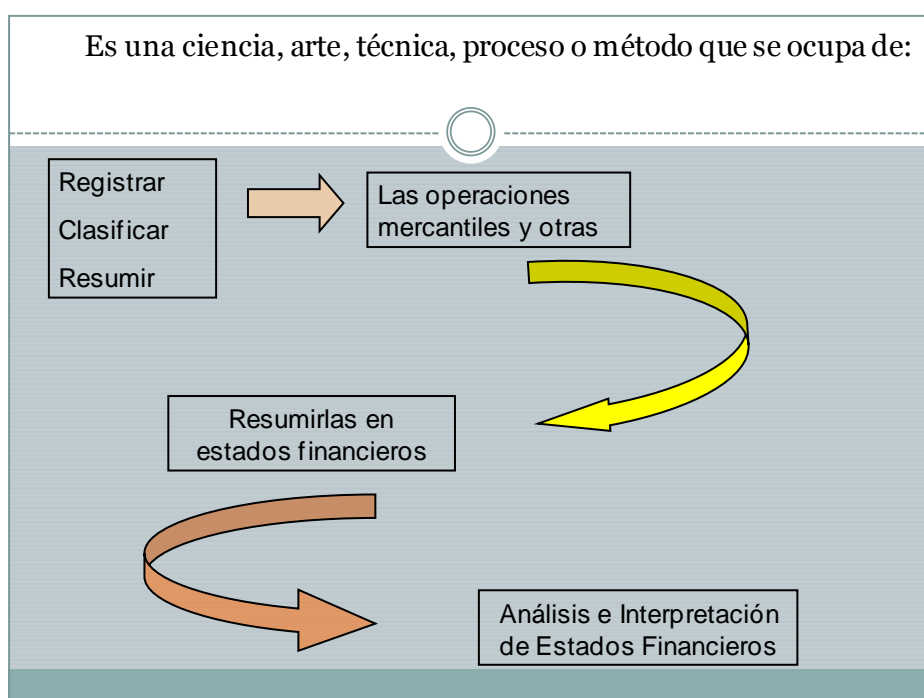 Es una ciencia, arte, técnica, proceso o método que se ocupa de:
Registrar
Clasificar
Resumir
Las operaciones
mercantiles y otras
Resumirlas en
estados financieros
Análisis e Interpretación
de Estados Financieros